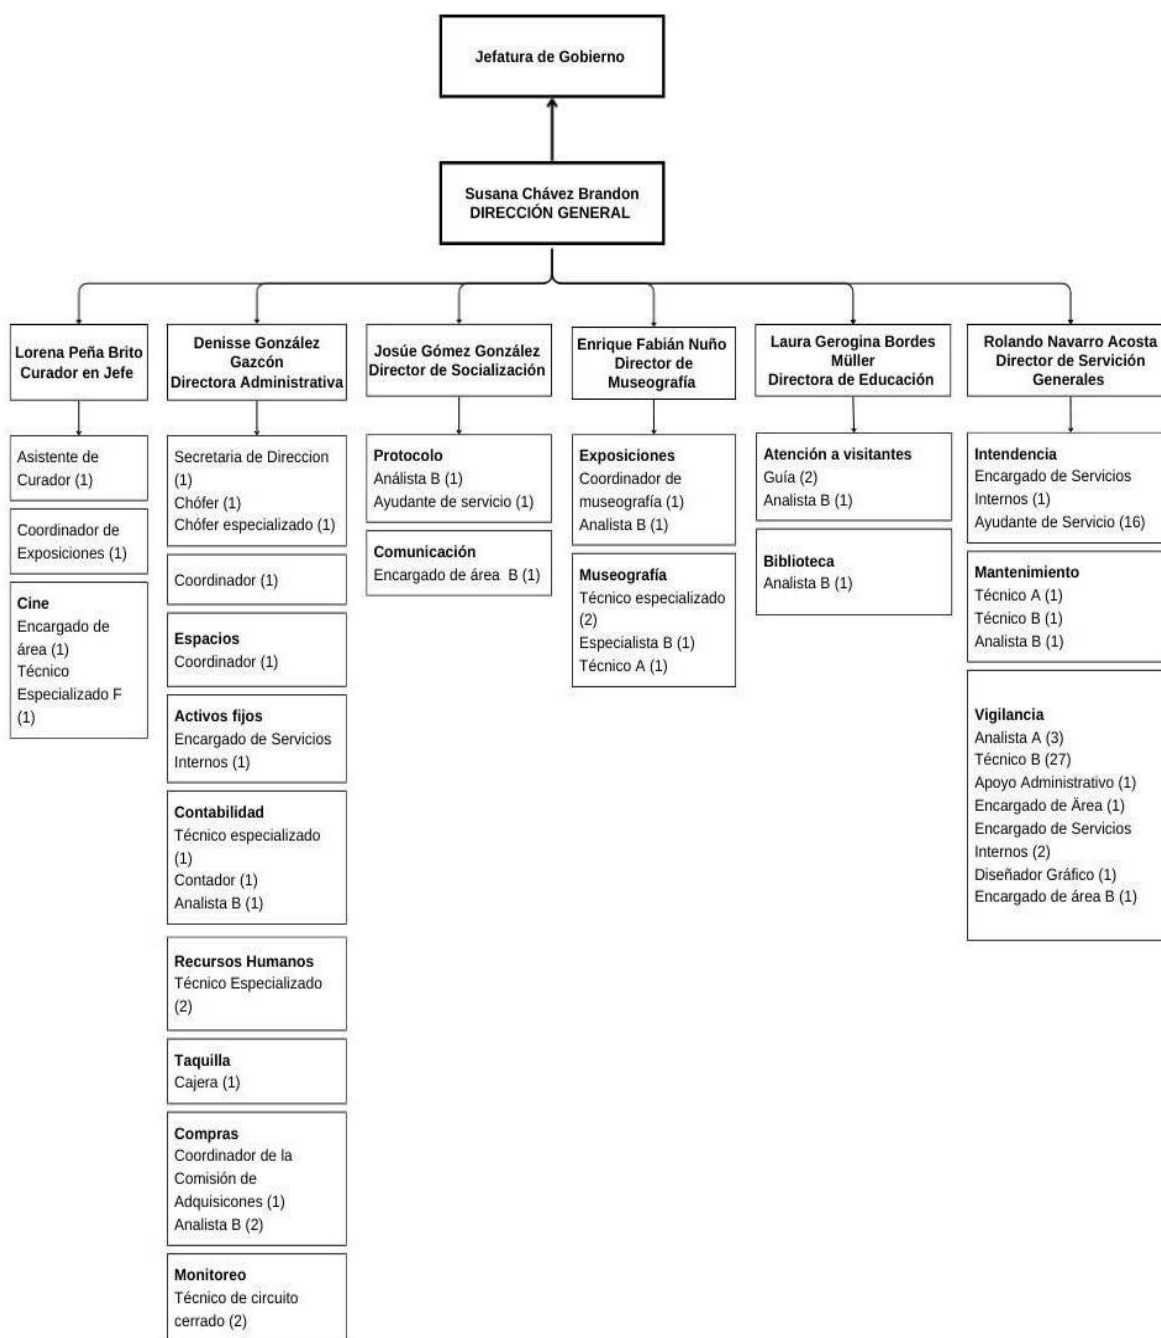 Jefatura de Gobierno
Susana Chávez Brandon
DIRECCIÓN GENERAL
Lorena Peña Brito
Curador en Jefe
Asistente de
Curador (1)
Coordinador de
Exposiciones (1)
Cine
Encargado de
área (1)
Técnico
Especializado F
(1)
Denisse González
Gazcón
Directora Administrativa
Secretaria de Direccion
(1)
Chófer (1)
Chófer especializado (1)
Coordinador (1)
Espacios
Coordinador (1)
Activos fijos
Encargado de Servicios
Internos (1)
Contabilidad
Técnico especializado
(1)
Contador (1)
Analista B (1)
Recursos Humanos
Técnico Especializado
(2)
Taquilla
Cajera (1)
Compras
Coordinador de la
Comisión de
Adquisicones (1)
Analista B (2)
Monitoreo
Técnico de circuito
cerrado (2)
Josúe Gómez González
Director de Socialización
Protocolo
Análista B (1)
Ayudante de servicio (1)
Comunicación
Encargado de área  B (1)
Enrique Fabián Nuño
Director de
Museografía
Exposiciones
Coordinador de
museografía (1)
Analista B (1)
Museografía
Técnico especializado
(2)
Especialista B (1)
Técnico A (1)
Laura Gerogina Bordes
Müller
Directora de Educación
Atención a visitantes
Guía (2)
Analista B (1)
Biblioteca
Analista B (1)
Rolando Navarro Acosta
Director de Servición
Generales
Intendencia
Encargado de Servicios
Internos (1)
Ayudante de Servicio (16)
Mantenimiento
Técnico A (1)
Técnico B (1)
Analista B (1)
Vigilancia
Analista A (3)
Técnico B (27)
Apoyo Administrativo (1)
Encargado de Ärea (1)
Encargado de Servicios
Internos (2)
Diseñador Gráfico (1)
Encargado de área B (1)